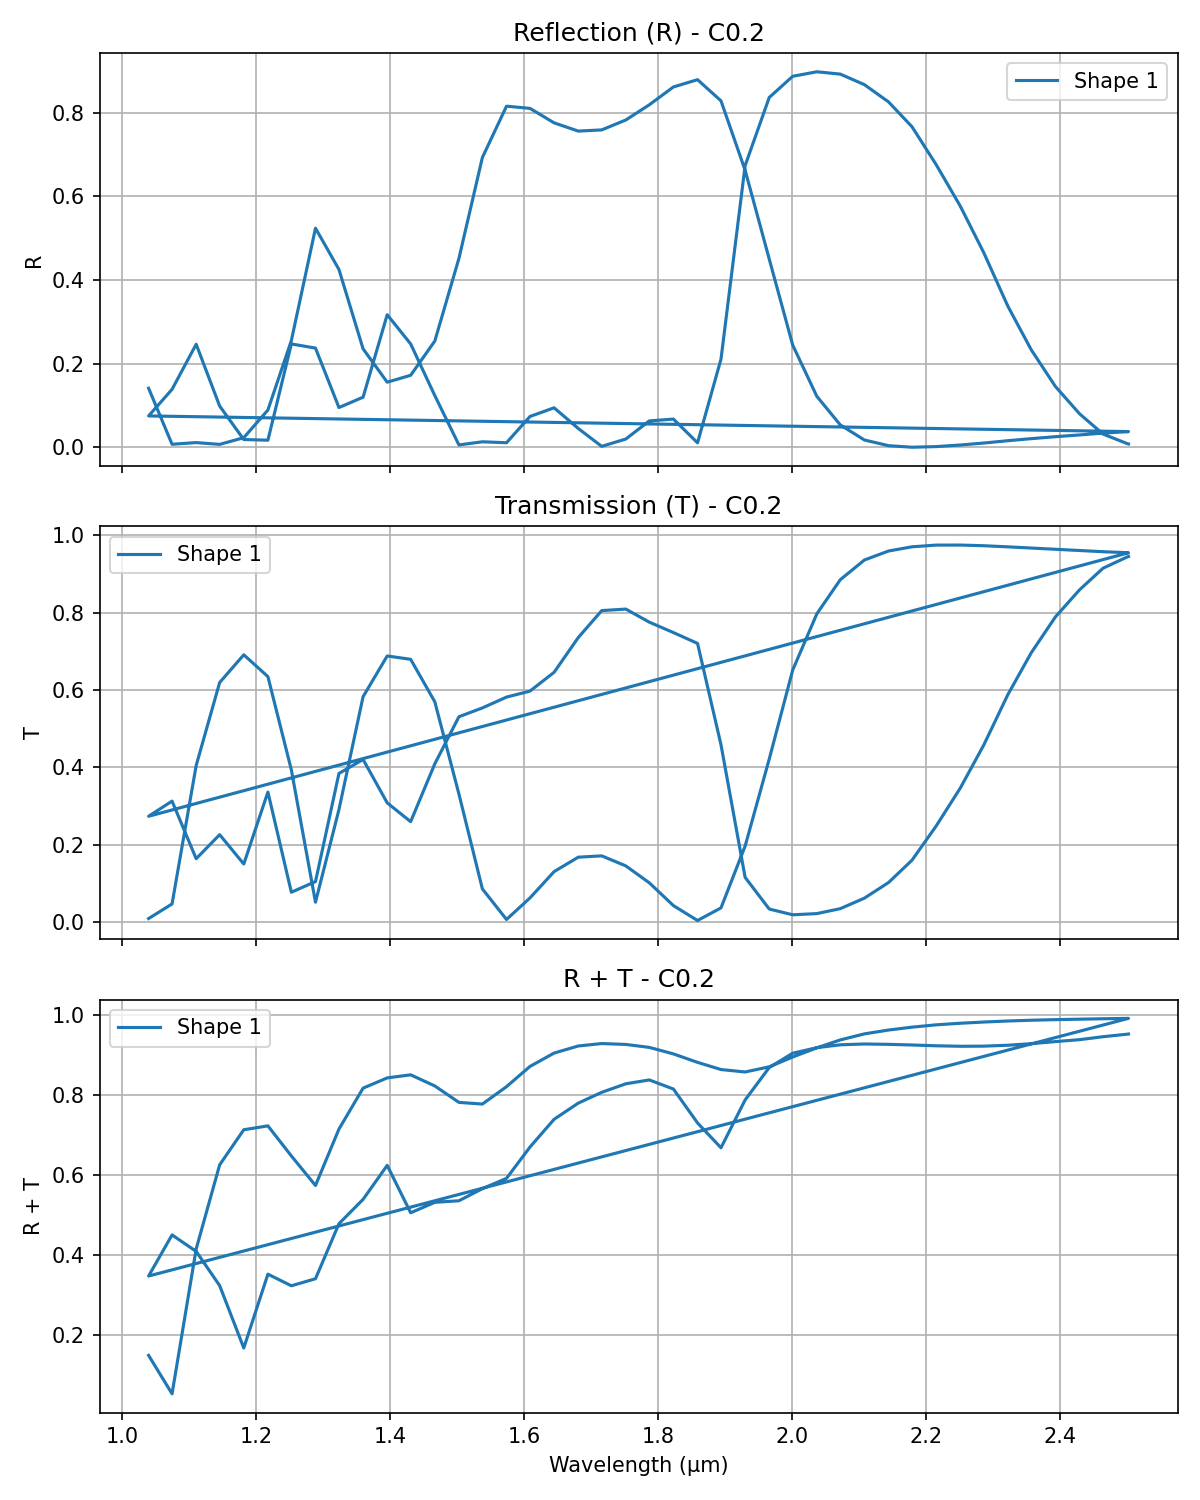 Reflection (R) - C0.2
Shape 1
R
0.8
0.6
0.4
0.2
0.0
Transmission (T) - C0.2
Shape 1
T
1.0
0.8
0.6
0.4
0.2
0.0
R + T - C0.2
Shape 1
R + T
1.0
0.8
0.6
0.4
0.2
1.0 1.2 1.4 1.6 1.8 2.0 2.2 2.4
Wavelength (μm)